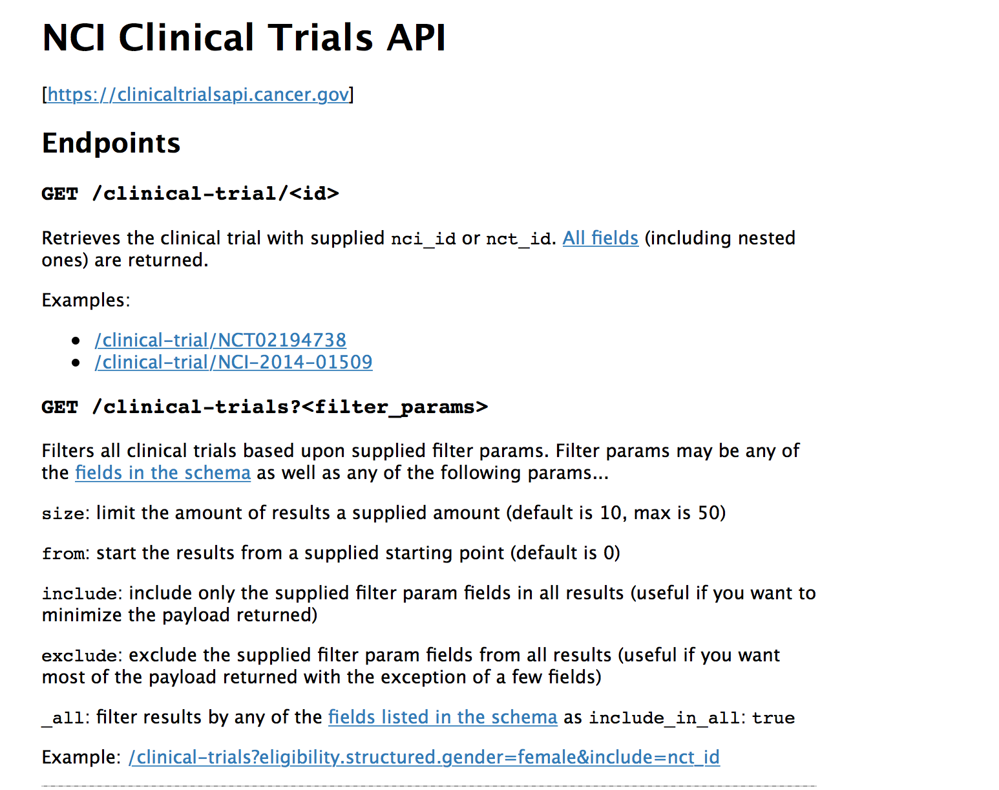 NCI Clinical Trials API
[https://clinicaltrialsapi.cancer.gov]
Endpoints
GET /clinical-trial/<id>
Retrieves the clinical trial with supplied nci_id or nct_id. All fields (including nested
ones) are returned.
Examples:
• /clinical-trial/NCT02194738
• /clinical-trial/NCI-2014-01509
GET /clinical-trials?<filter_params>
Filters all clinical trials based upon supplied filter params. Filter params may be any of
the fields in the schema as well as any of the following params...
size: limit the amount of results a supplied amount (default is 10, max is 50)
from: start the results from a supplied starting point (default is 0)
include: include only the supplied filter param fields in all results (useful if you want to
minimize the payload returned)
exclude: exclude the supplied filter param fields from all results (useful if you want
most of the payload returned with the exception of a few fields)
_all: filter results by any of the fields listed in the schema as include_in_all: true
Example: /clinical-trials?eligibility.structured.gender=female&include=nct_id